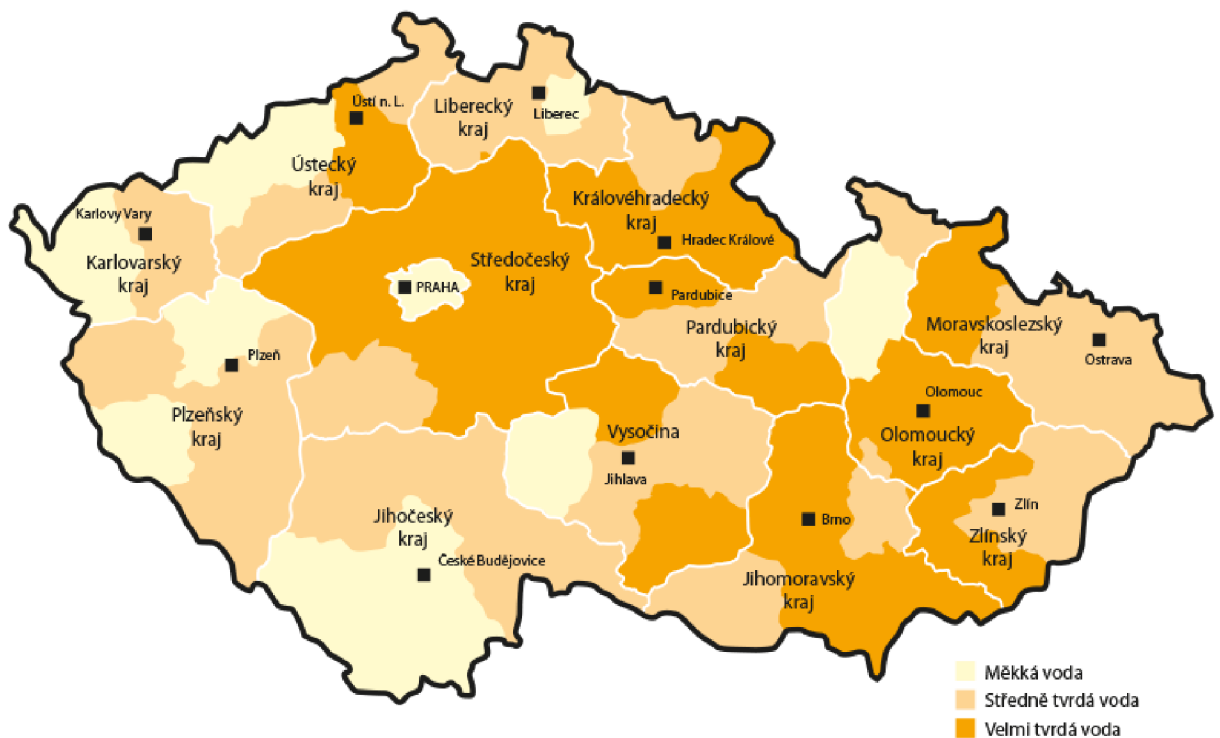 Ústí n. L.
Liberecký
kraj
Liberec
Ústecký
kraj
Karlovy Vary
Karlovarský
kraj
Královéhradecký
kraj
Hradec Králové
Středočeský
kraj
PRAHA
Pardubice
Pardubický
kraj
Moravskoslezský
kraj
Ostrava
Plzeň
Plzeňský
kraj
Olomouc
Olomoucký
kraj
Vysočina
Jihlava
Jihočeský
kraj
České Budějovice
Brno
Zlín
Zlínský
kraj
Jihomoravský
kraj
Měkká voda
Středně tvrdá voda
Velmi tvrdá voda